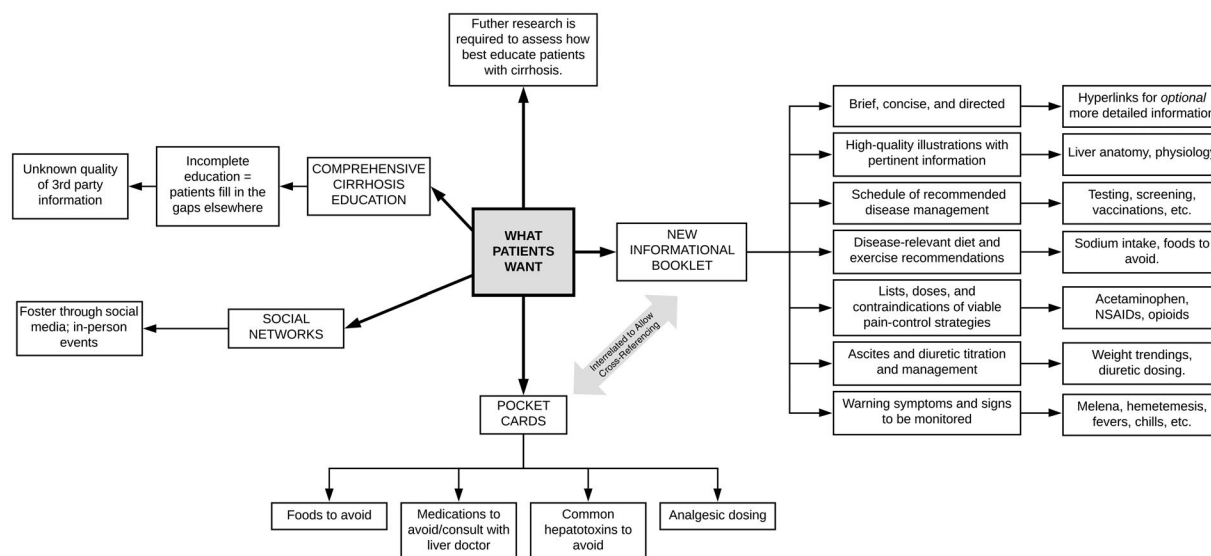 Futher research is
required to assess how
best educate patients
with cirrhosis.
Unknown quality
of 3rd party
information
Incomplete
education =
patients fill in the
gaps elsewhere
COMPREHENSIVE
CIRRHOSIS
EDUCATION
WHAT
PATIENTS
WANT
NEW
INFORMATIONAL
BOOKLET
Foster through social
media; in-person
events
SOCIAL
NETWORKS
Interrelated to Allow
Cross-Referencing
POCKET
CARDS
Foods to avoid
Medications to
avoid/consult with
liver doctor
Common
hepatotoxins to
avoid
Analgesic dosing
Brief, concise, and directed
Hyperlinks for optional
more detailed information
High-quality illustrations with
pertinent information
Liver anatomy, physiology
Schedule of recommended
disease management
Testing, screening,
vaccinations, etc.
Disease-relevant diet and
exercise recommendations
Sodium intake, foods to
avoid.
Lists, doses, and
contraindications of viable
pain-control strategies
Acetaminophen,
NSAIDs, opioids
Ascites and diuretic titration
and management
Weight trendings,
diuretic dosing.
Warning symptoms and signs
to be monitored
Melena, hemetemesis,
fevers, chills, etc.